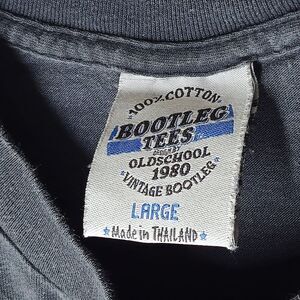 100% COTTON
BOOTLEG
TEES
OLDSCHOOL
1980
VINTAGE BOOTLEG
LARGE
Made in THAILAND